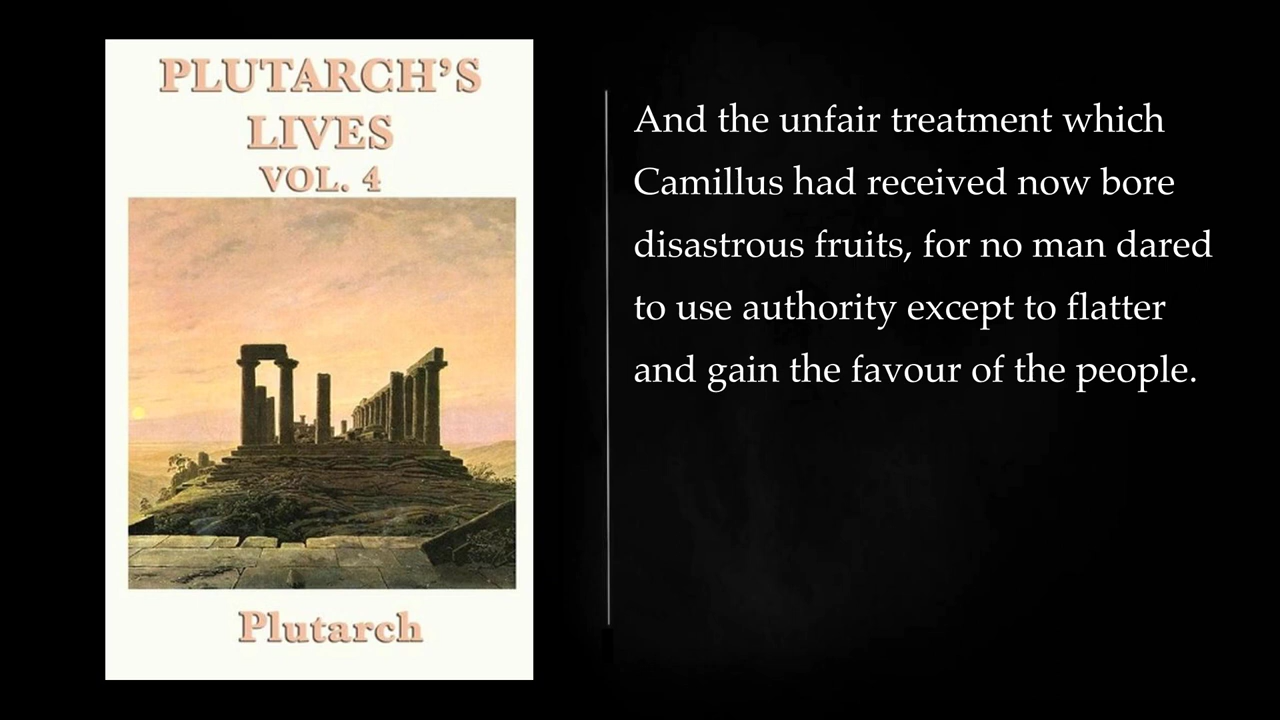 PLUTARCH'S
LIVES
VOL. 4
Plutarch
And the unfair treatment which
Camillus had received now bore
disastrous fruits, for no man dared
to use authority except to flatter
and gain the favour of the people.